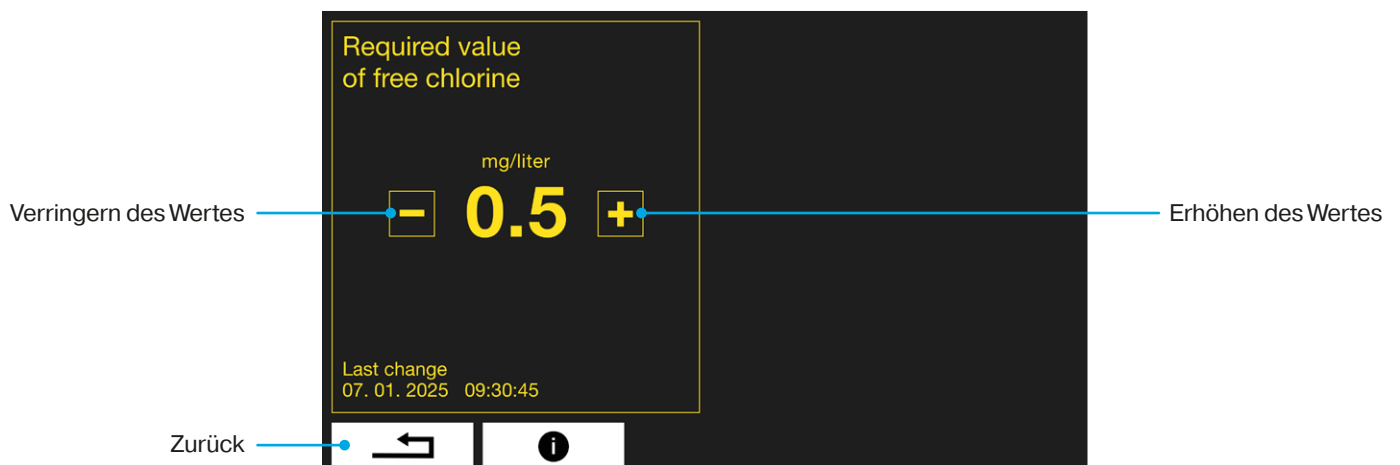 Required value
of free chlorine
mg/liter
Verringern des Wertes
− 0.5 +
Erhöhen des Wertes
Last change
07. 01. 2025 09:30:45
Zurück
i